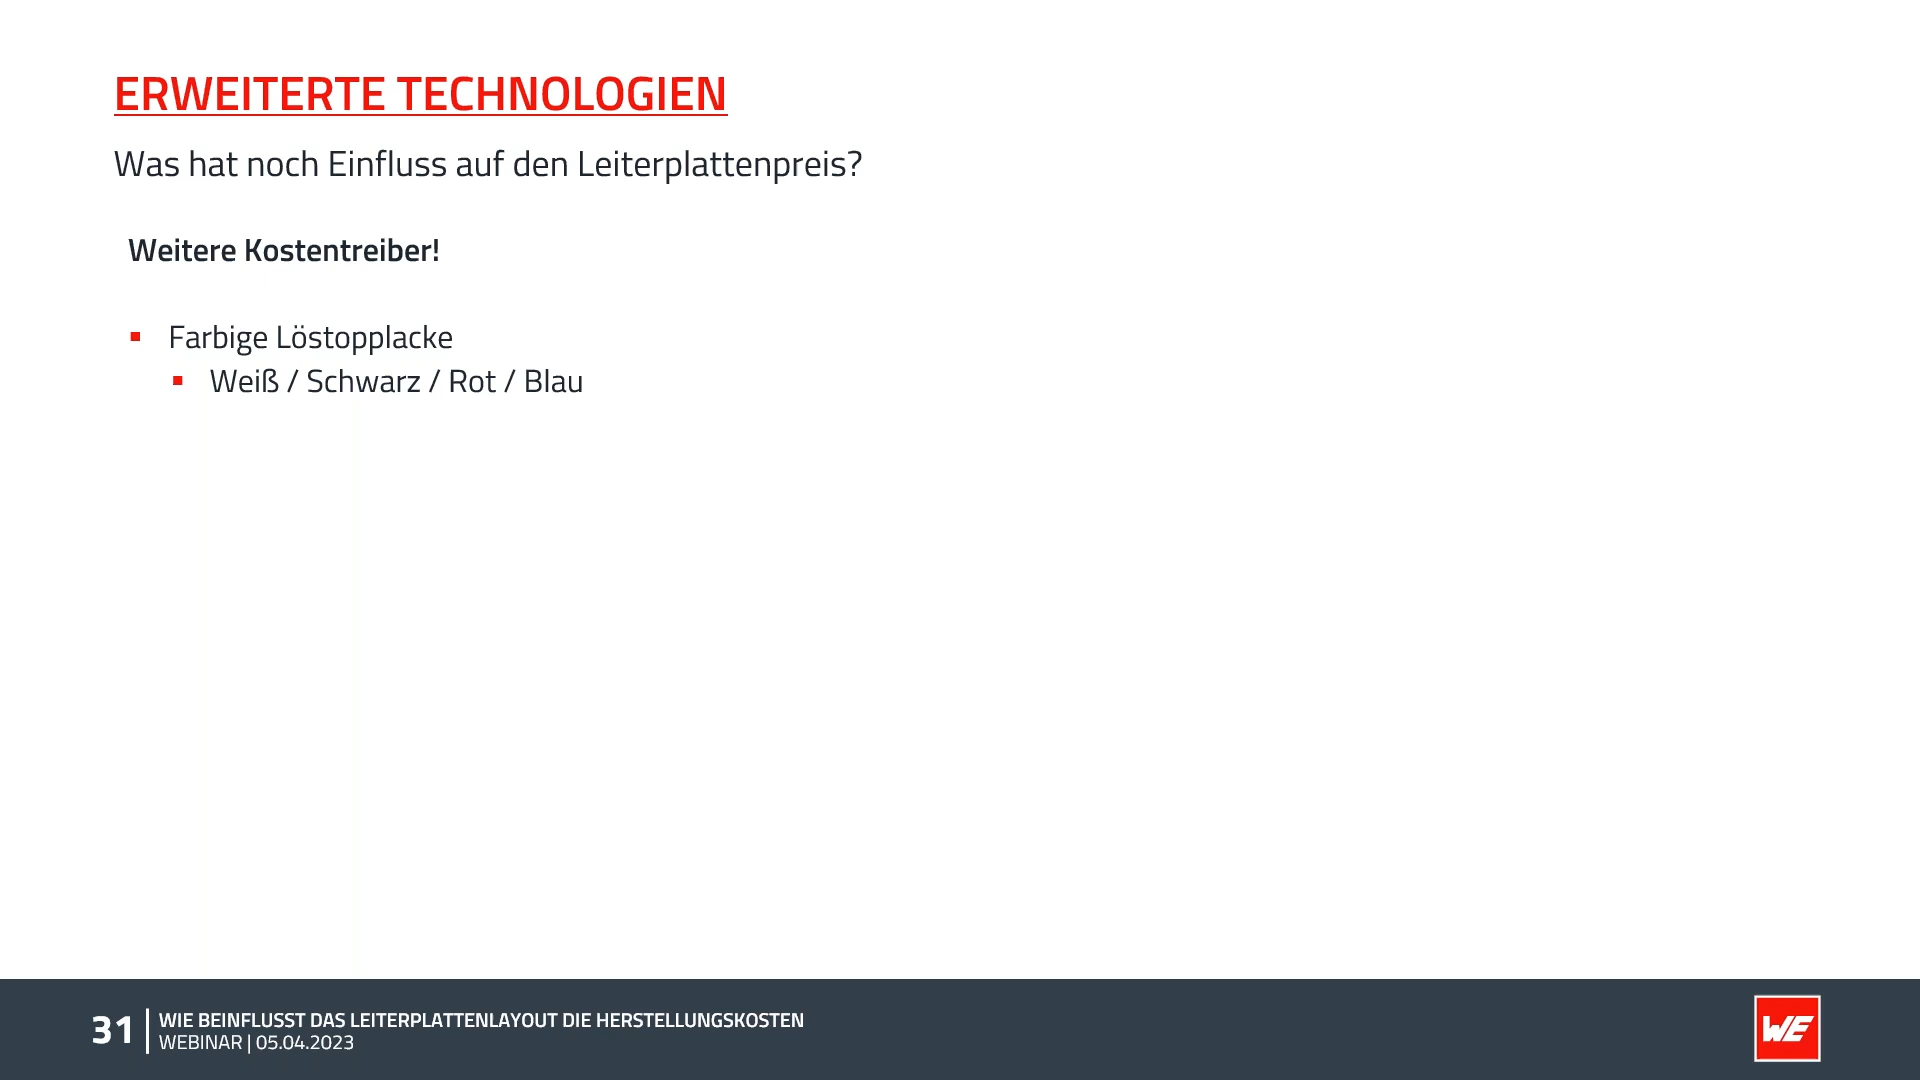 ERWEITERTE TECHNOLOGIEN
Was hat noch Einfluss auf den Leiterplattenpreis?
Weitere Kostentreiber!
▪ Farbige Löstopplacke
▪ Weiß / Schwarz / Rot / Blau
31
WIE BEINFLUSST DAS LEITERPLATTENLAYOUT DIE HERSTELLUNGSKOSTEN
WEBINAR | 05.04.2023
WE